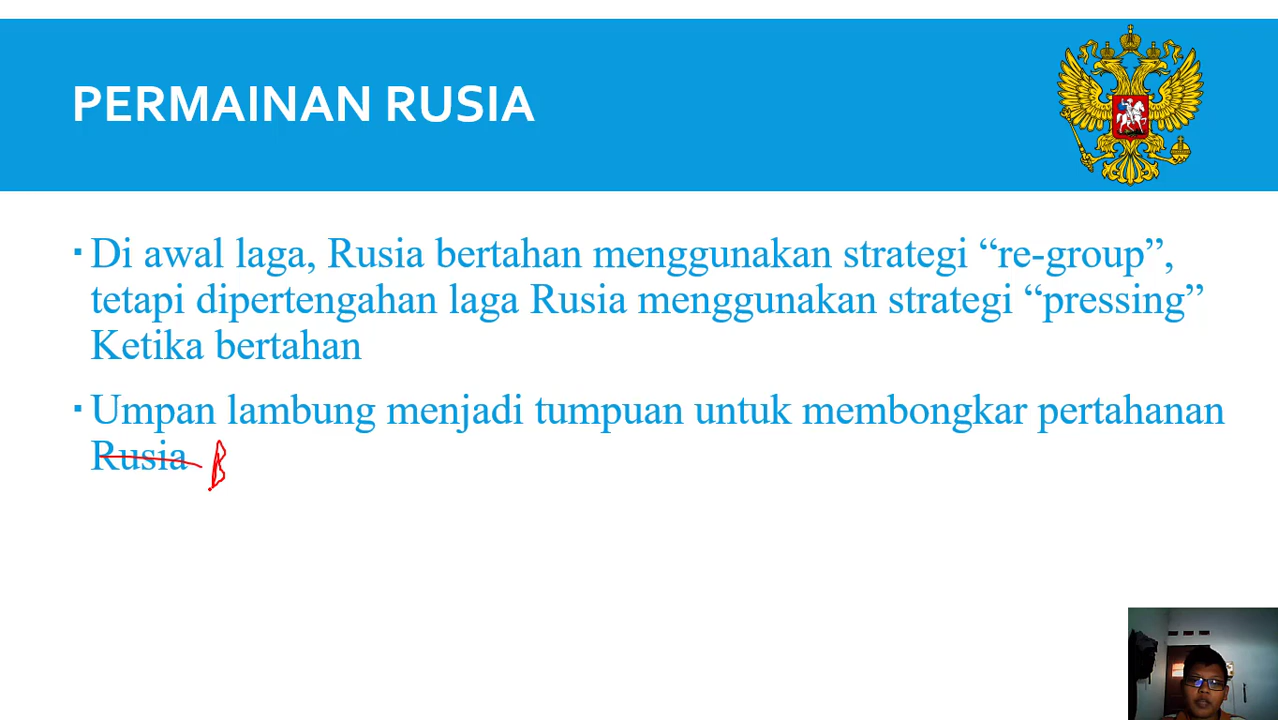 PERMAINAN RUSIA
▪ Di awal laga, Rusia bertahan menggunakan strategi “re-group”,
tetapi dipertengahan laga Rusia menggunakan strategi “pressing”
Ketika bertahan
▪ Umpan lambung menjadi tumpuan untuk membongkar pertahanan
Rusia B